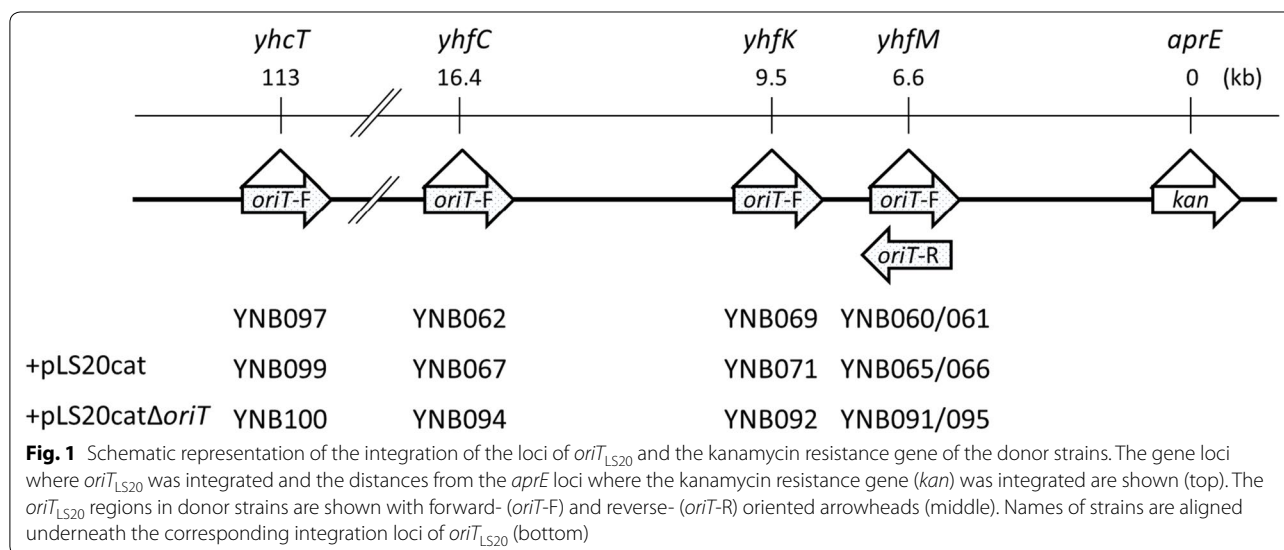 yhcT yhfC yhfK yhfM aprE
113 16.4 9.5 6.6 0 (kb)
oriT-F oriT-F oriT-F oriT-F kan
oriT-R
YNB097 YNB062 YNB069 YNB060/061
+pLS20cat YNB099 YNB067 YNB071 YNB065/066
+pLS20catΔoriT YNB100 YNB094 YNB092 YNB091/095
Fig. 1 Schematic representation of the integration of the loci of oriT_LS20 and the kanamycin resistance gene of the donor strains. The gene loci
where oriT_LS20 was integrated and the distances from the aprE loci where the kanamycin resistance gene (kan) was integrated are shown (top). The
oriT_LS20 regions in donor strains are shown with forward- (oriT-F) and reverse- (oriT-R) oriented arrowheads (middle). Names of strains are aligned
underneath the corresponding integration loci of oriT_LS20 (bottom)